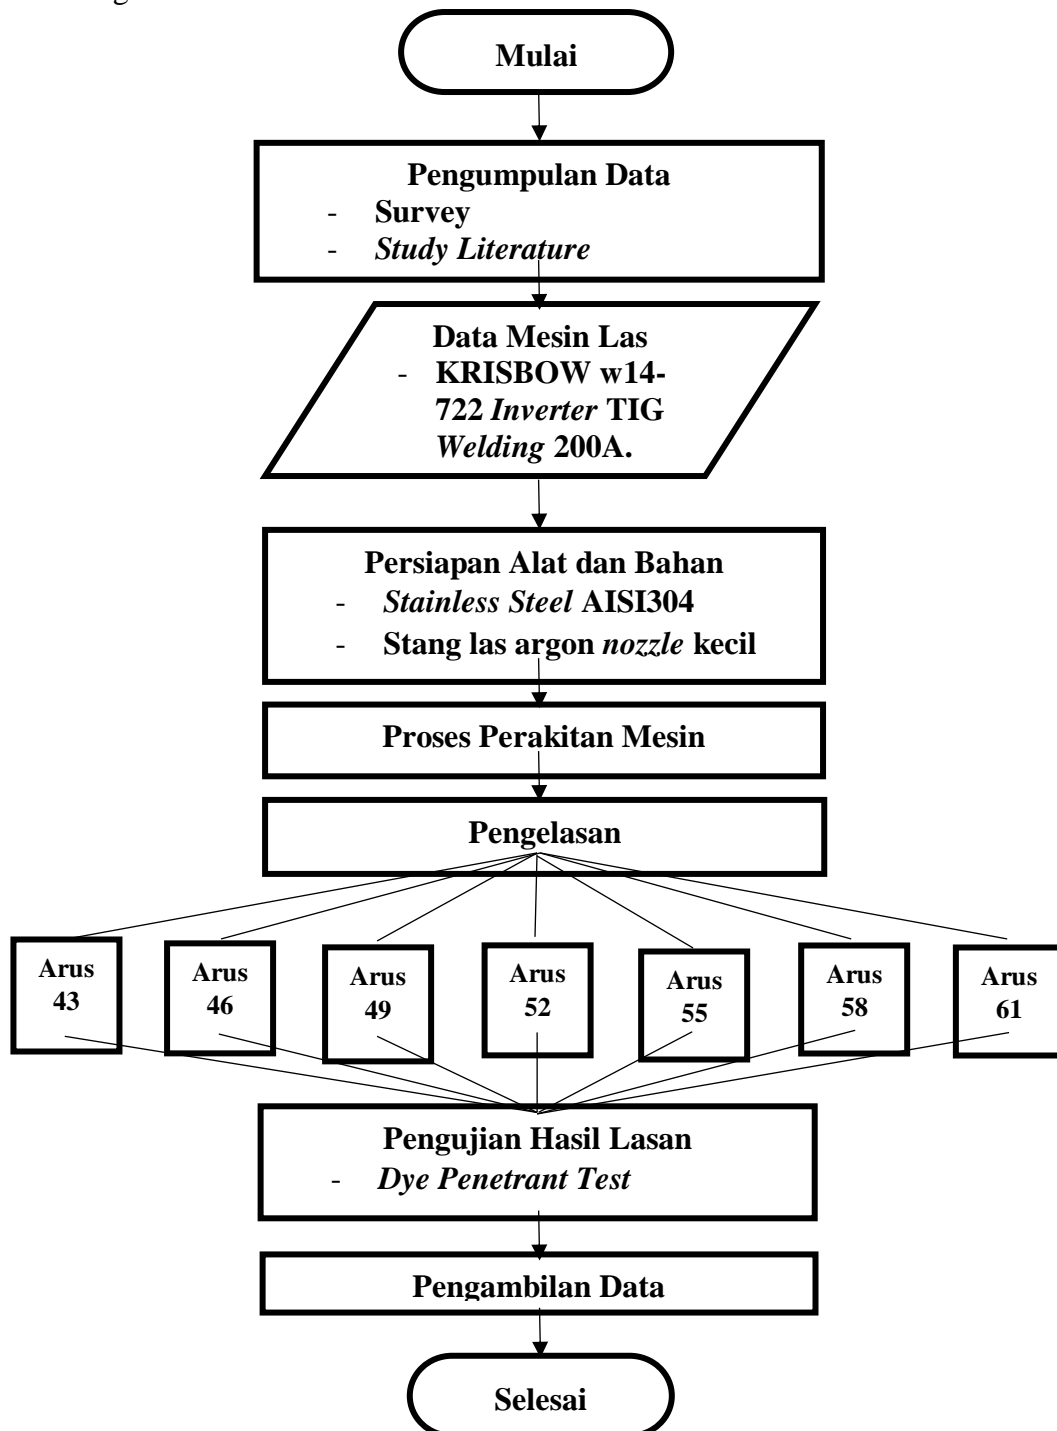 Mulai
Pengumpulan Data
- Survey
- Study Literature
Data Mesin Las
- KRISBOW w14-
722 Inverter TIG
Welding 200A.
Persiapan Alat dan Bahan
- Stainless Steel AISI304
- Stang las argon nozzle kecil
Proses Perakitan Mesin
Pengelasan
Arus
43
Arus
46
Arus
49
Arus
52
Arus
55
Arus
58
Arus
61
Pengujian Hasil Lasan
- Dye Penetrant Test
Pengambilan Data
Selesai